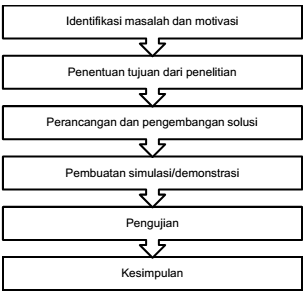 Identifikasi masalah dan motivasi
Penentuan tujuan dari penelitian
Perancangan dan pengembangan solusi
Pembuatan simulasi/demonstrasi
Pengujian
Kesimpulan